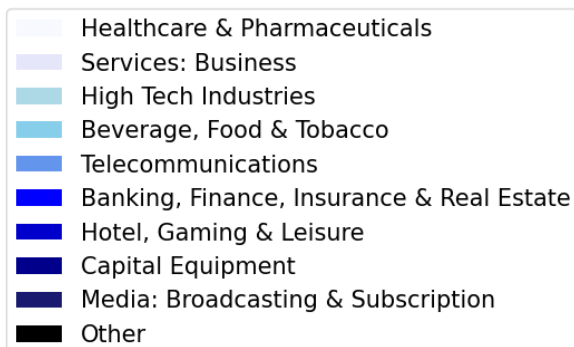 Healthcare & Pharmaceuticals
Services: Business
High Tech Industries
Beverage, Food & Tobacco
Telecommunications
Banking, Finance, Insurance & Real Estate
Hotel, Gaming & Leisure
Capital Equipment
Media: Broadcasting & Subscription
Other